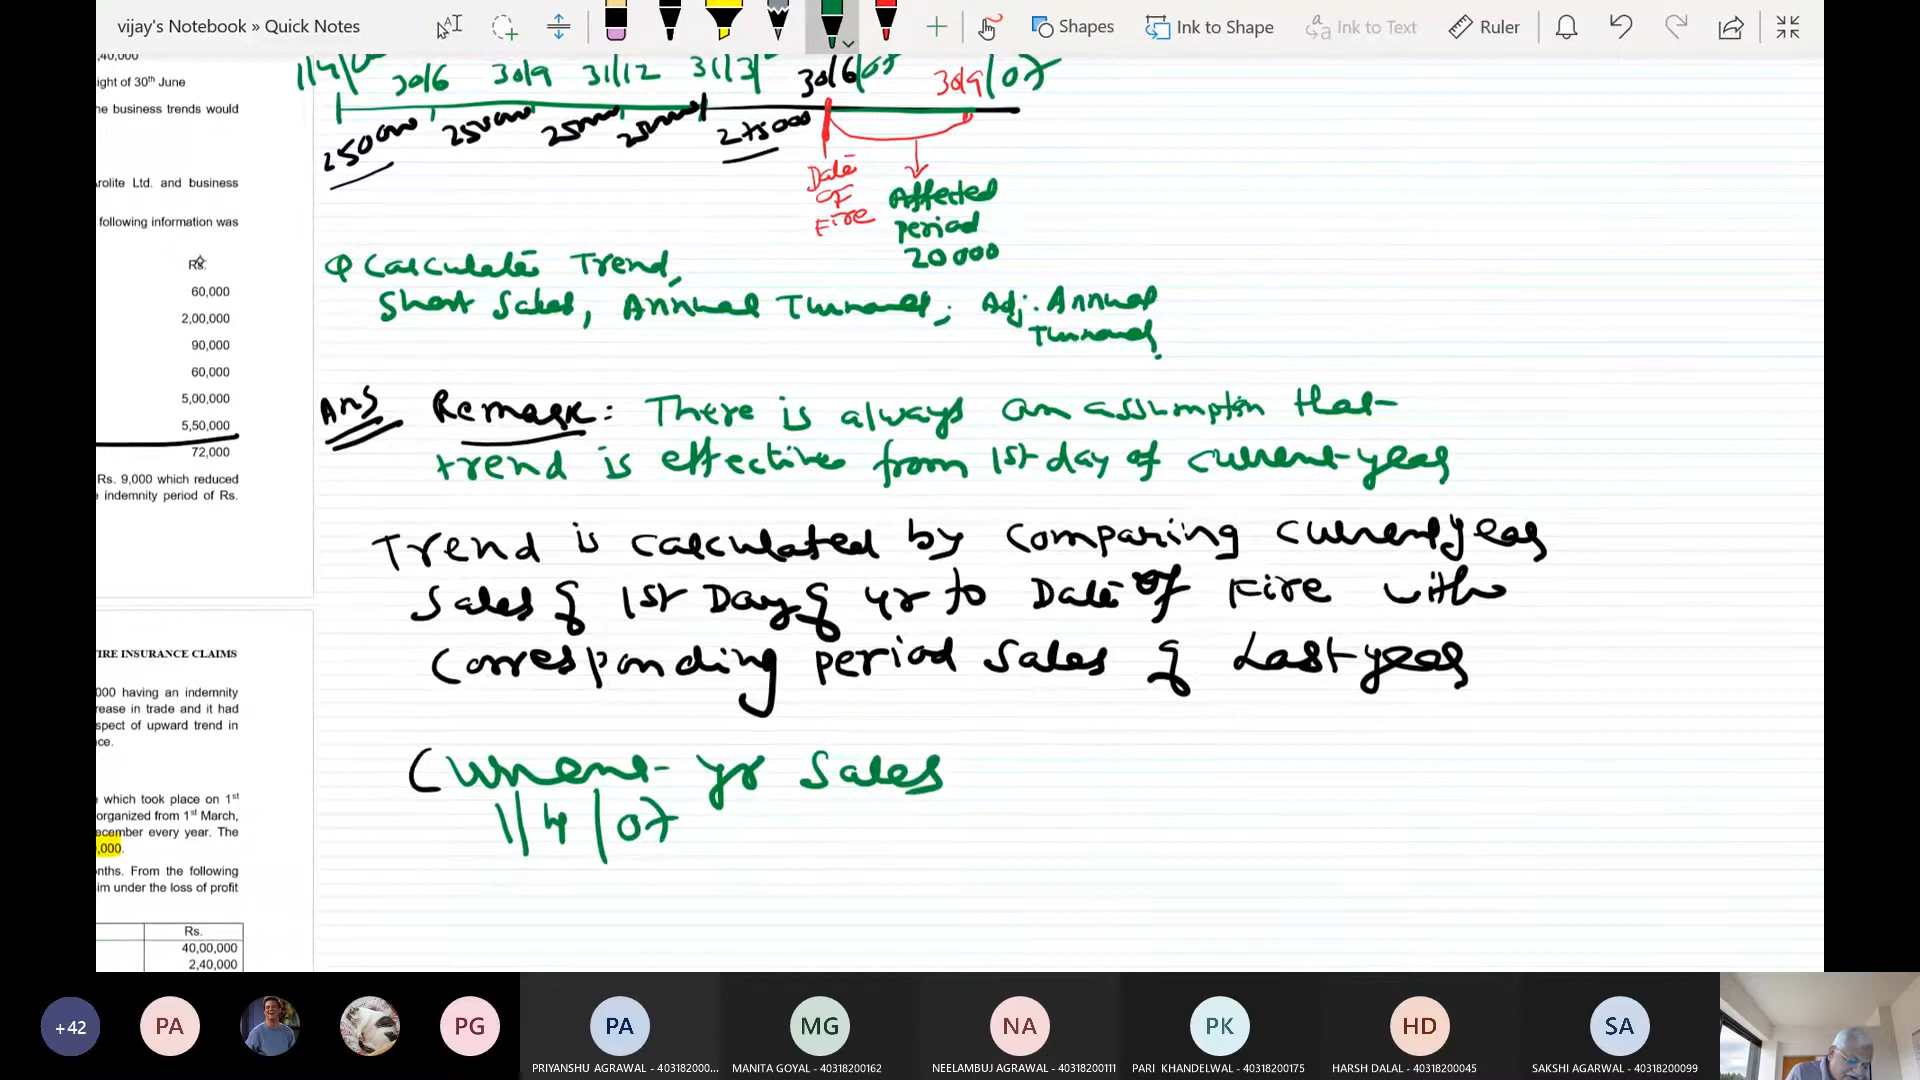 vijay's Notebook » Quick Notes
Shapes
Ink to Shape
Ink to Text
Ruler
,40,000
ight of 30th June
ne business trends would
rolite Ltd. and business
following information was
Rs.
60,000
2,00,000
90,000
60,000
5,00,000
5,50,000
72,000
Rs. 9,000 which reduced
indemnity period of Rs.
IRE INSURANCE CLAIMS
000 having an indemnity
rease in trade and it had
spect of upward trend in
ce.
which took place on 1st
organized from 1st March,
ecember every year. The
,000.
nths. From the following
im under the loss of profit
Rs.
40,00,000
2,40,000
30/6 30/9 31/12 31/3/ 30/6/07 30/9/07
250000 250000 275000
Date
OF
Fire
Affected
period
20000
Q Calculate Trend,
Short Sales, Annual Turnover, Adj. Annual
Turnover.
Ans Remark: There is always an assumption that
trend is effective from 1st day of current year
Trend is calculated by comparing current year
Sales of 1st Day of yr to Date of Fire with
corresponding period Sales of Last year
Current yr Sales
1/4/07
+42
PA
PG
PA
MG
NA
PK
HD
SA
PRIYANSHU AGRAWAL - 403182000...
MANITA GOYAL - 40318200162
NEELAMBUJ AGRAWAL - 40318200111
PARI KHANDELWAL - 40318200175
HARSH DALAL - 40318200045
SAKSHI AGARWAL - 40318200099